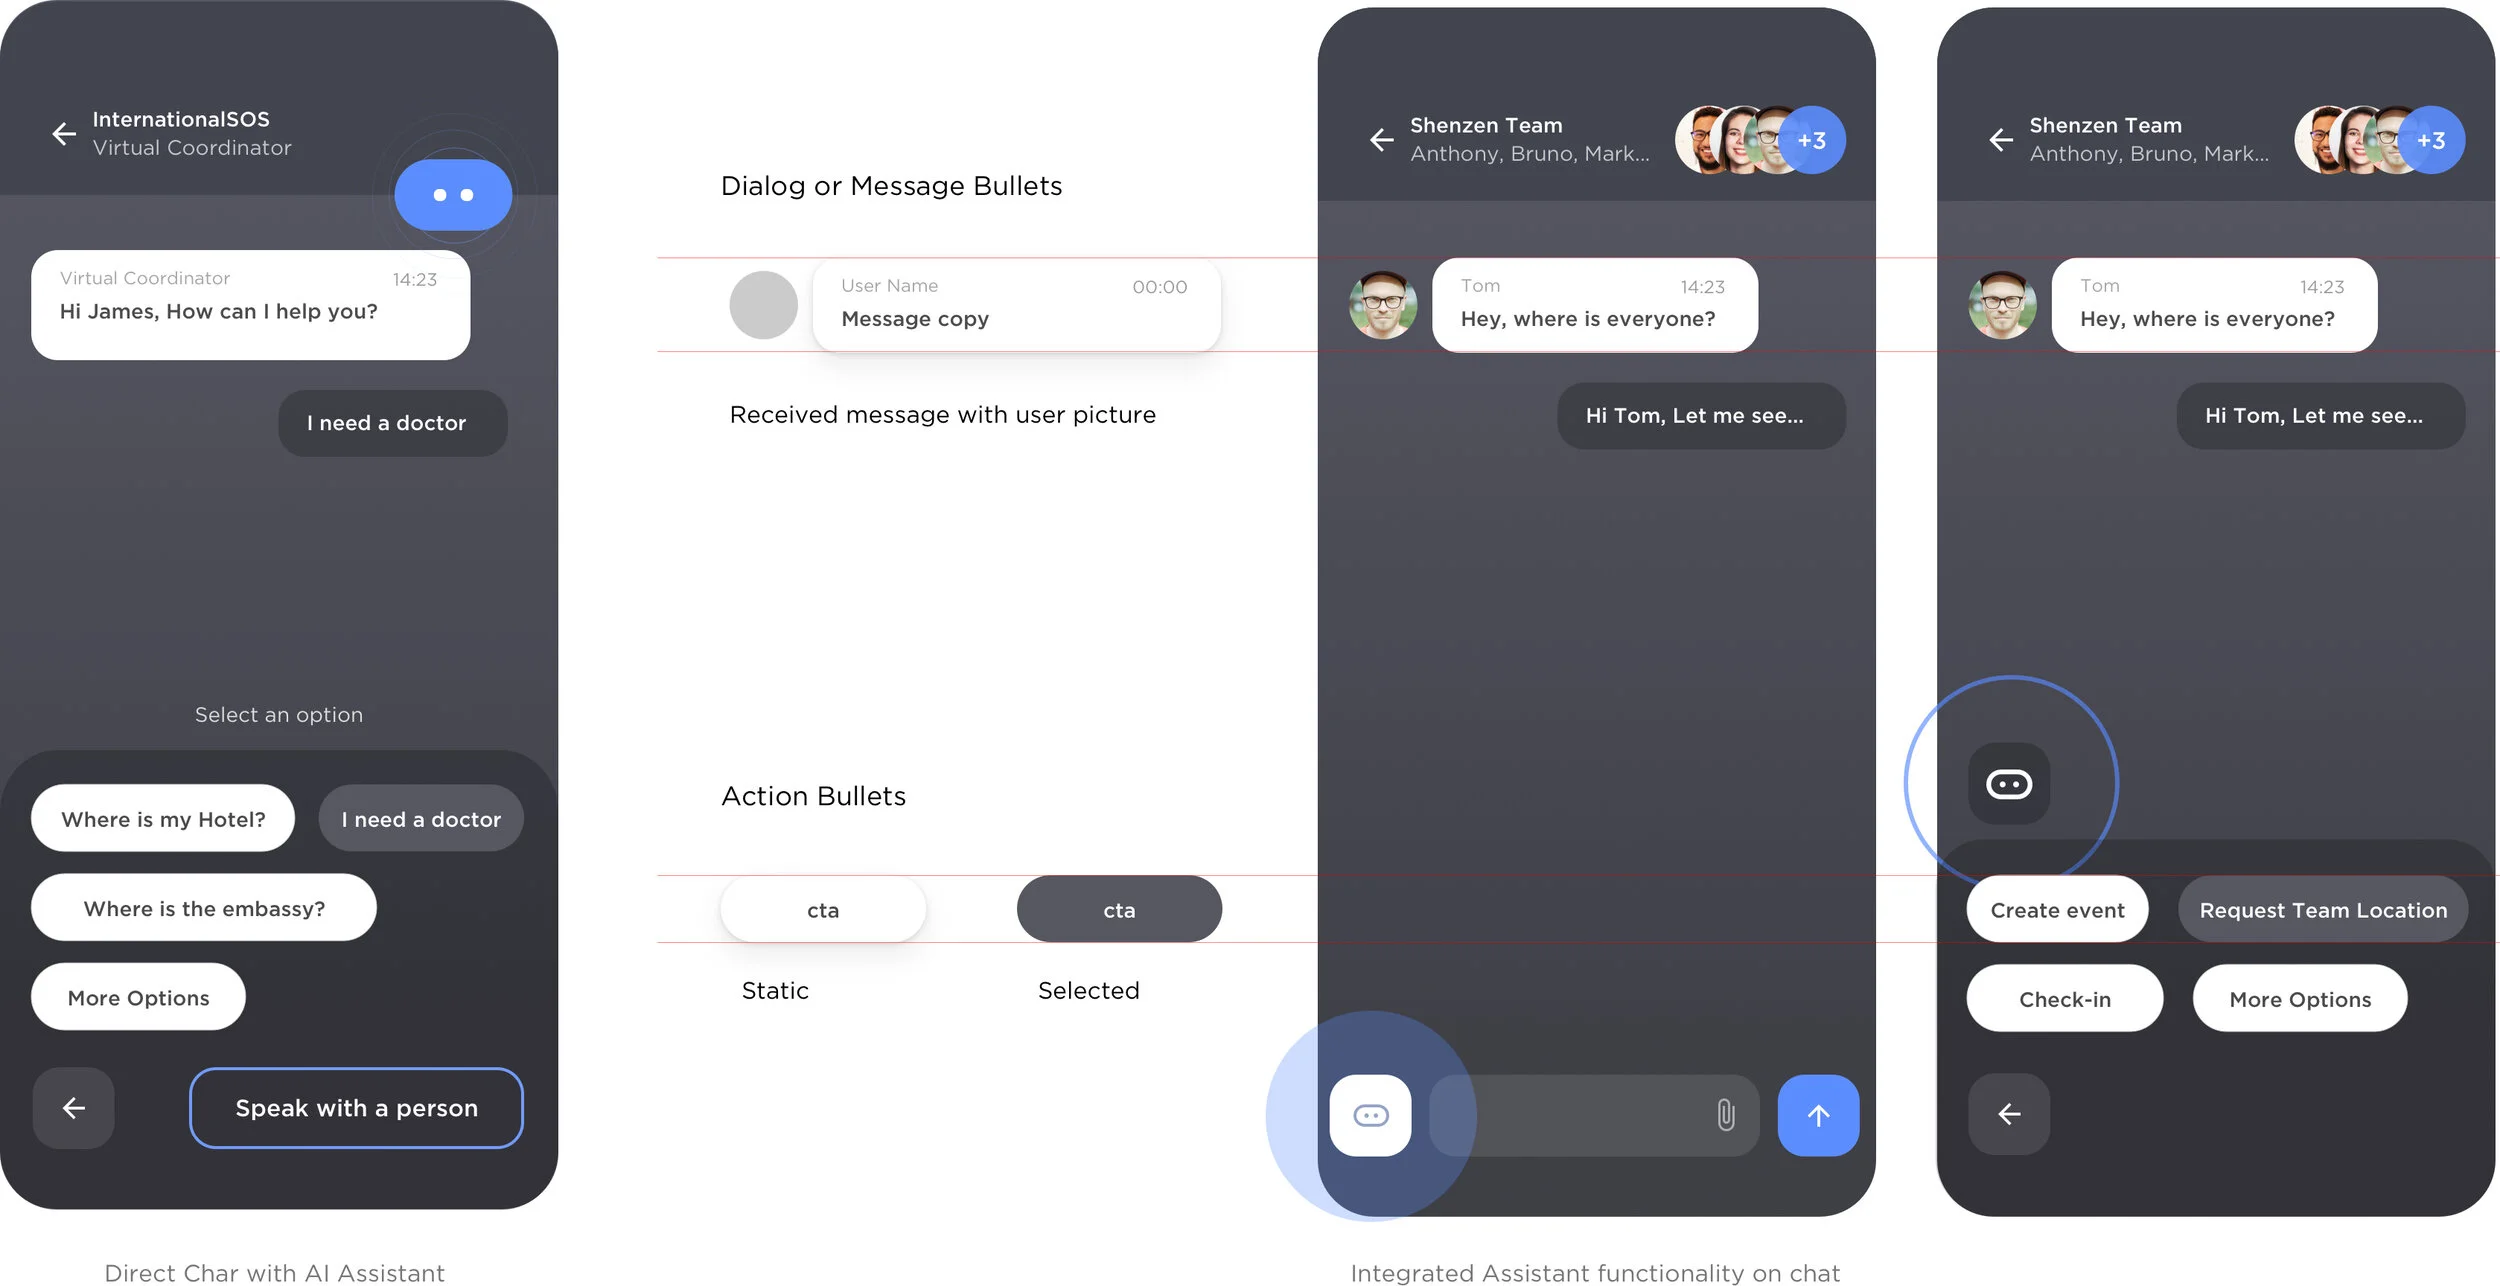 InternationalSOS
Virtual Coordinator
Virtual Coordinator 14:23
Hi James, How can I help you?
I need a doctor
Select an option
Where is my Hotel? I need a doctor
Where is the embassy?
More Options
Speak with a person
Direct Char with AI Assistant
Dialog or Message Bullets
User Name 00:00
Message copy
Received message with user picture
Action Bullets
cta cta
Static Selected
Shenzen Team
Anthony, Bruno, Mark...
+3
Tom 14:23
Hey, where is everyone?
Hi Tom, Let me see...
Shenzen Team
Anthony, Bruno, Mark...
+3
Tom 14:23
Hey, where is everyone?
Hi Tom, Let me see...
Create event Request Team Location
Check-in More Options
Integrated Assistant functionality on chat